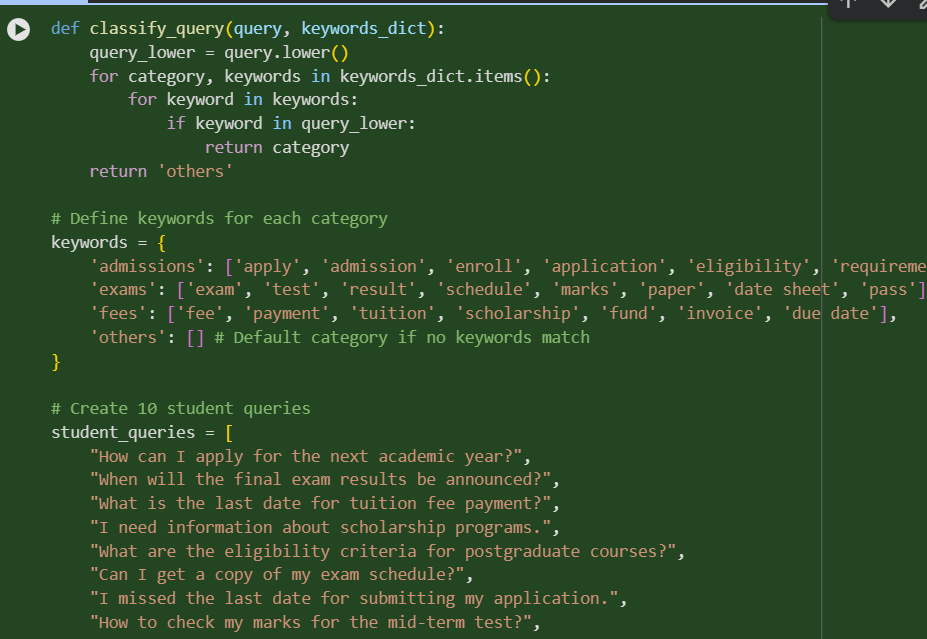 def classify_query(query, keywords_dict):
    query_lower = query.lower()
    for category, keywords in keywords_dict.items():
        for keyword in keywords:
            if keyword in query_lower:
                return category
    return 'others'

# Define keywords for each category
keywords = {
    'admissions': ['apply', 'admission', 'enroll', 'application', 'eligibility', 'requireme
    'exams': ['exam', 'test', 'result', 'schedule', 'marks', 'paper', 'date sheet', 'pass']
    'fees': ['fee', 'payment', 'tuition', 'scholarship', 'fund', 'invoice', 'due date'],
    'others': [] # Default category if no keywords match
}

# Create 10 student queries
student_queries = [
    "How can I apply for the next academic year?",
    "When will the final exam results be announced?",
    "What is the last date for tuition fee payment?",
    "I need information about scholarship programs.",
    "What are the eligibility criteria for postgraduate courses?",
    "Can I get a copy of my exam schedule?",
    "I missed the last date for submitting my application.",
    "How to check my marks for the mid-term test?",